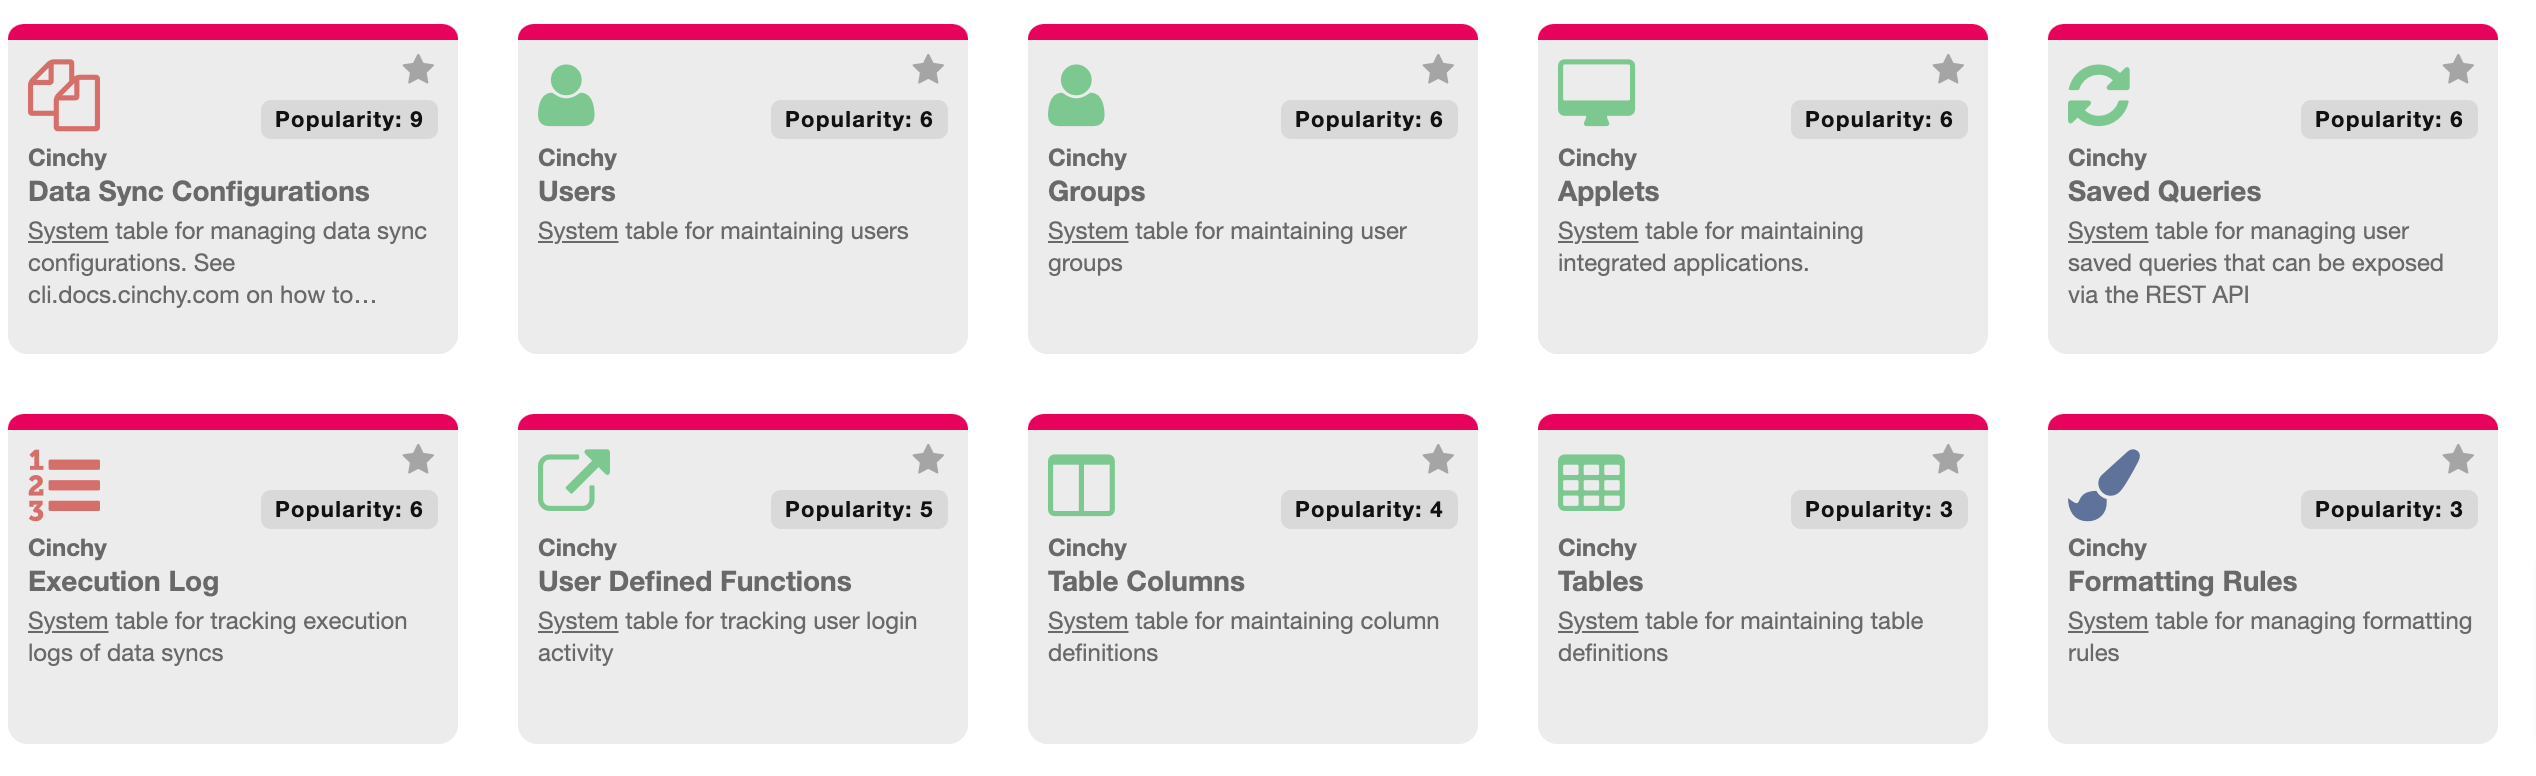 Popularity: 9
Cinchy
Data Sync Configurations
System table for managing data sync
configurations. See
cli.docs.cinchy.com on how to…
Popularity: 6
Cinchy
Users
System table for maintaining users
Popularity: 6
Cinchy
Groups
System table for maintaining user
groups
Popularity: 6
Cinchy
Applets
System table for maintaining
integrated applications.
Popularity: 6
Cinchy
Saved Queries
System table for managing user
saved queries that can be exposed
via the REST API
1
2
3
Popularity: 6
Cinchy
Execution Log
System table for tracking execution
logs of data syncs
Popularity: 5
Cinchy
User Defined Functions
System table for tracking user login
activity
Popularity: 4
Cinchy
Table Columns
System table for maintaining column
definitions
Popularity: 3
Cinchy
Tables
System table for maintaining table
definitions
Popularity: 3
Cinchy
Formatting Rules
System table for managing formatting
rules